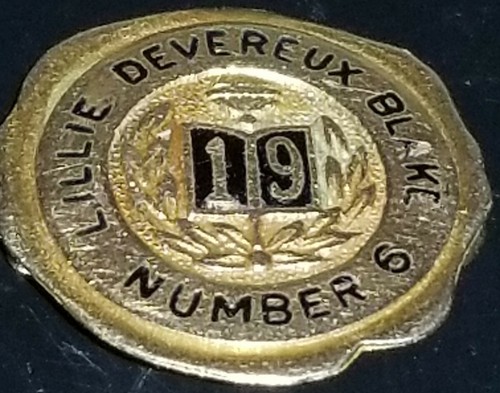 LILLIE DEVEREUX BLAKE
19
NUMBER 6